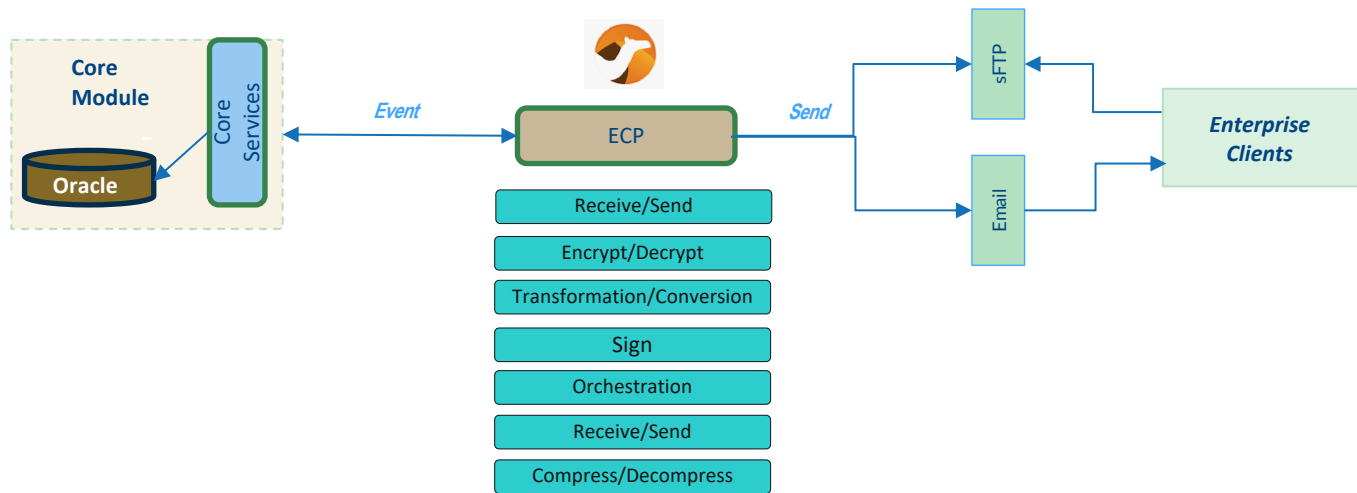 Core
Module
Core
Services
Oracle
Event
ECP
Send
sFTP
Email
Enterprise
Clients
Receive/Send
Encrypt/Decrypt
Transformation/Conversion
Sign
Orchestration
Receive/Send
Compress/Decompress